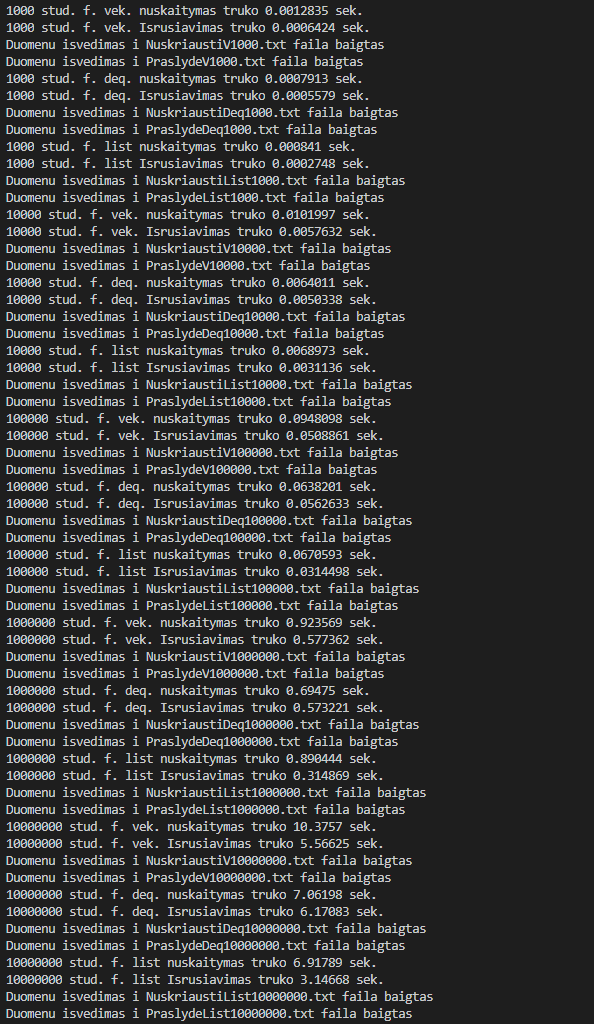 1000 stud. f. vek. nuskaitymas truko 0.0012835 sek.
1000 stud. f. vek. Isrusiavimas truko 0.0006424 sek.
Duomenu isvedimas i NuskriaustiV1000.txt faila baigtas
Duomenu isvedimas i PraslydeV1000.txt faila baigtas
1000 stud. f. deq. nuskaitymas truko 0.0007913 sek.
1000 stud. f. deq. Isrusiavimas truko 0.0005579 sek.
Duomenu isvedimas i NuskriaustiDeq1000.txt faila baigtas
Duomenu isvedimas i PraslydeDeq1000.txt faila baigtas
1000 stud. f. list nuskaitymas truko 0.000841 sek.
1000 stud. f. list Isrusiavimas truko 0.0002748 sek.
Duomenu isvedimas i NuskriaustiList1000.txt faila baigtas
Duomenu isvedimas i PraslydeList1000.txt faila baigtas
10000 stud. f. vek. nuskaitymas truko 0.0101997 sek.
10000 stud. f. vek. Isrusiavimas truko 0.0057632 sek.
Duomenu isvedimas i NuskriaustiV10000.txt faila baigtas
Duomenu isvedimas i PraslydeV10000.txt faila baigtas
10000 stud. f. deq. nuskaitymas truko 0.0064011 sek.
10000 stud. f. deq. Isrusiavimas truko 0.0050338 sek.
Duomenu isvedimas i NuskriaustiDeq10000.txt faila baigtas
Duomenu isvedimas i PraslydeDeq10000.txt faila baigtas
10000 stud. f. list nuskaitymas truko 0.0068973 sek.
10000 stud. f. list Isrusiavimas truko 0.0031136 sek.
Duomenu isvedimas i NuskriaustiList10000.txt faila baigtas
Duomenu isvedimas i PraslydeList10000.txt faila baigtas
100000 stud. f. vek. nuskaitymas truko 0.0948098 sek.
100000 stud. f. vek. Isrusiavimas truko 0.0508861 sek.
Duomenu isvedimas i NuskriaustiV100000.txt faila baigtas
Duomenu isvedimas i PraslydeV100000.txt faila baigtas
100000 stud. f. deq. nuskaitymas truko 0.0638201 sek.
100000 stud. f. deq. Isrusiavimas truko 0.0562633 sek.
Duomenu isvedimas i NuskriaustiDeq100000.txt faila baigtas
Duomenu isvedimas i PraslydeDeq100000.txt faila baigtas
100000 stud. f. list nuskaitymas truko 0.0670593 sek.
100000 stud. f. list Isrusiavimas truko 0.0314498 sek.
Duomenu isvedimas i NuskriaustiList100000.txt faila baigtas
Duomenu isvedimas i PraslydeList100000.txt faila baigtas
1000000 stud. f. vek. nuskaitymas truko 0.923569 sek.
1000000 stud. f. vek. Isrusiavimas truko 0.577362 sek.
Duomenu isvedimas i NuskriaustiV1000000.txt faila baigtas
Duomenu isvedimas i PraslydeV1000000.txt faila baigtas
1000000 stud. f. deq. nuskaitymas truko 0.69475 sek.
1000000 stud. f. deq. Isrusiavimas truko 0.573221 sek.
Duomenu isvedimas i NuskriaustiDeq1000000.txt faila baigtas
Duomenu isvedimas i PraslydeDeq1000000.txt faila baigtas
1000000 stud. f. list nuskaitymas truko 0.890444 sek.
1000000 stud. f. list Isrusiavimas truko 0.314869 sek.
Duomenu isvedimas i NuskriaustiList1000000.txt faila baigtas
Duomenu isvedimas i PraslydeList1000000.txt faila baigtas
10000000 stud. f. vek. nuskaitymas truko 10.3757 sek.
10000000 stud. f. vek. Isrusiavimas truko 5.56625 sek.
Duomenu isvedimas i NuskriaustiV10000000.txt faila baigtas
Duomenu isvedimas i PraslydeV10000000.txt faila baigtas
10000000 stud. f. deq. nuskaitymas truko 7.06198 sek.
10000000 stud. f. deq. Isrusiavimas truko 6.17083 sek.
Duomenu isvedimas i NuskriaustiDeq10000000.txt faila baigtas
Duomenu isvedimas i PraslydeDeq10000000.txt faila baigtas
10000000 stud. f. list nuskaitymas truko 6.91789 sek.
10000000 stud. f. list Isrusiavimas truko 3.14668 sek.
Duomenu isvedimas i NuskriaustiList10000000.txt faila baigtas
Duomenu isvedimas i PraslydeList10000000.txt faila baigtas